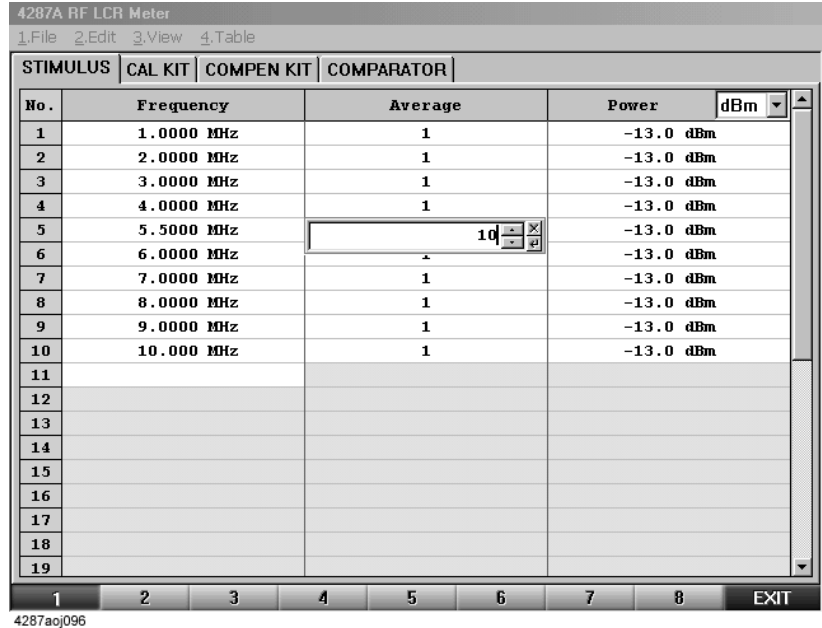 4287A RF LCR Meter
1.File 2.Edit 3.View 4.Table
STIMULUS CAL KIT COMPEN KIT COMPARATOR
No. Frequency Average Power dBm
1 1.0000 MHz 1 -13.0 dBm
2 2.0000 MHz 1 -13.0 dBm
3 3.0000 MHz 1 -13.0 dBm
4 4.0000 MHz 1 -13.0 dBm
5 5.5000 MHz 10 -13.0 dBm
6 6.0000 MHz 1 -13.0 dBm
7 7.0000 MHz 1 -13.0 dBm
8 8.0000 MHz 1 -13.0 dBm
9 9.0000 MHz 1 -13.0 dBm
10 10.000 MHz 1 -13.0 dBm
11
12
13
14
15
16
17
18
19
1 2 3 4 5 6 7 8 EXIT
4287aoj096